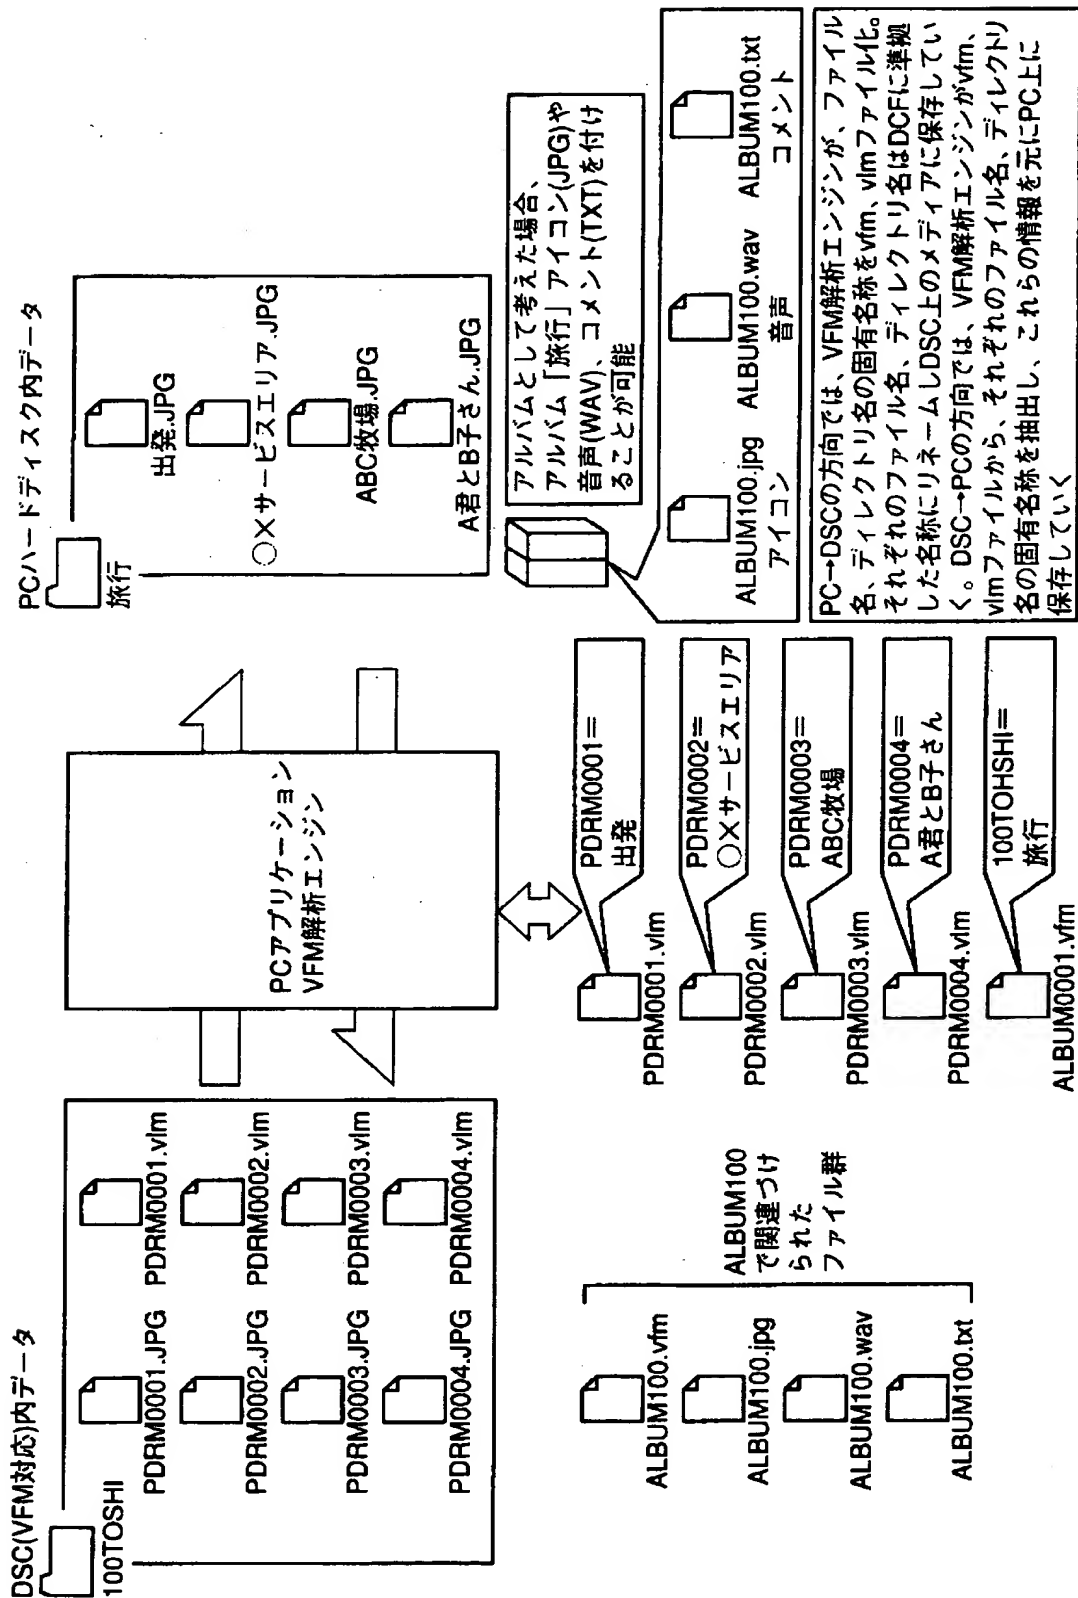 DSC(VFM対応)内データ
100TOSHI
PDRM0001.JPG
PDRM0001.vlm
PDRM0002.JPG
PDRM0002.vlm
PDRM0003.JPG
PDRM0003.vlm
PDRM0004.JPG
PDRM0004.vlm
PCアプリケーション
VFM解析エンジン
PCハードディスク内データ
旅行
出発.JPG
○×サービスエリア.JPG
ABC牧場.JPG
A君とB子さん.JPG
ALBUM100.vfm
ALBUM100.jpg
ALBUM100.wav
ALBUM100.txt
ALBUM100
で関連づけ
られた
ファイル群
PDRM0001.vlm
PDRM0001=
出発
PDRM0002.vlm
PDRM0002=
○×サービスエリア
PDRM0003.vlm
PDRM0003=
ABC牧場
PDRM0004.vlm
PDRM0004=
A君とB子さん
ALBUM0001.vfm
100TOHSHI=
旅行
アルバムとして考えた場合、
アルバム「旅行」アイコン(JPG)や
音声(WAV)、コメント(TXT)を付け
ることが可能
ALBUM100.jpg
アイコン
ALBUM100.wav
音声
ALBUM100.txt
コメント
PC→DSCの方向では、VFM解析エンジンが、ファイル
名、ディレクトリ名の固有名称をvfm、vlmファイル化。
それぞれのファイル名、ディレクトリ名はDCFに準拠
した名称にリネームしDSC上のメディアに保存してい
く。DSC→PCの方向では、VFM解析エンジンがvfm、
vlmファイルから、それぞれのファイル名、ディレクトリ
名の固有名称を抽出し、これらの情報を元にPC上に
保存していく